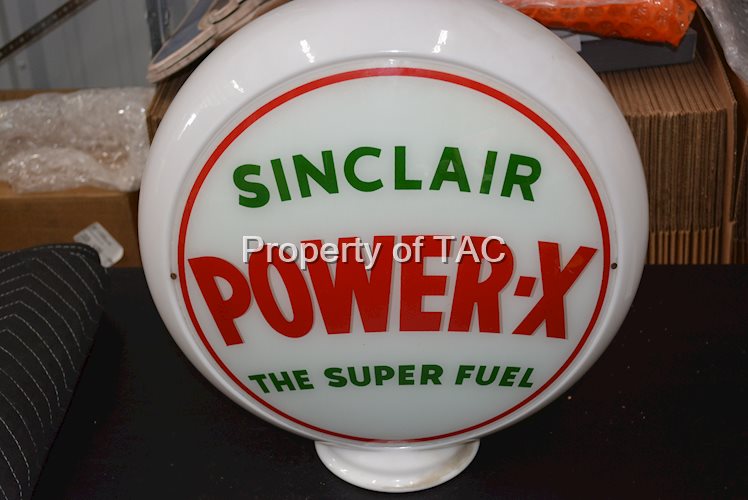 SINCLAIR
Property of TAC
POWER-X
THE SUPER FUEL